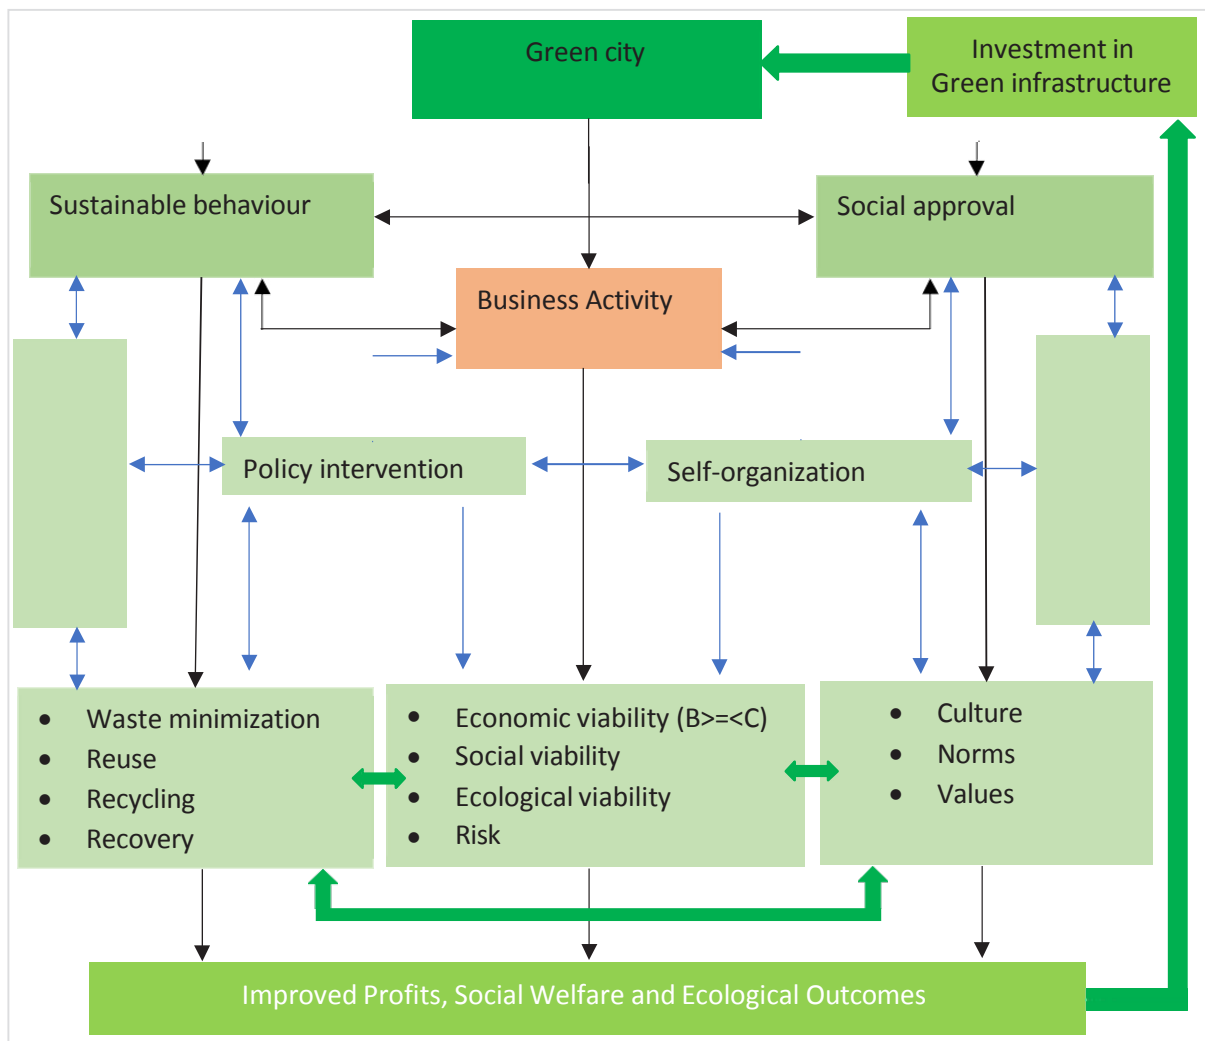 Green city
Investment in
Green infrastructure
Sustainable behaviour
Social approval
Business Activity
Policy intervention
Self-organization
• Waste minimization
• Reuse
• Recycling
• Recovery
• Economic viability (B>=<C)
• Social viability
• Ecological viability
• Risk
• Culture
• Norms
• Values
Improved Profits, Social Welfare and Ecological Outcomes